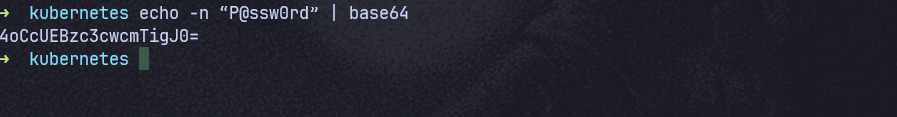 ➜ kubernetes echo -n “P@ssw0rd” | base64
4oCcUEBzc3cwcmTigJ0=
➜ kubernetes